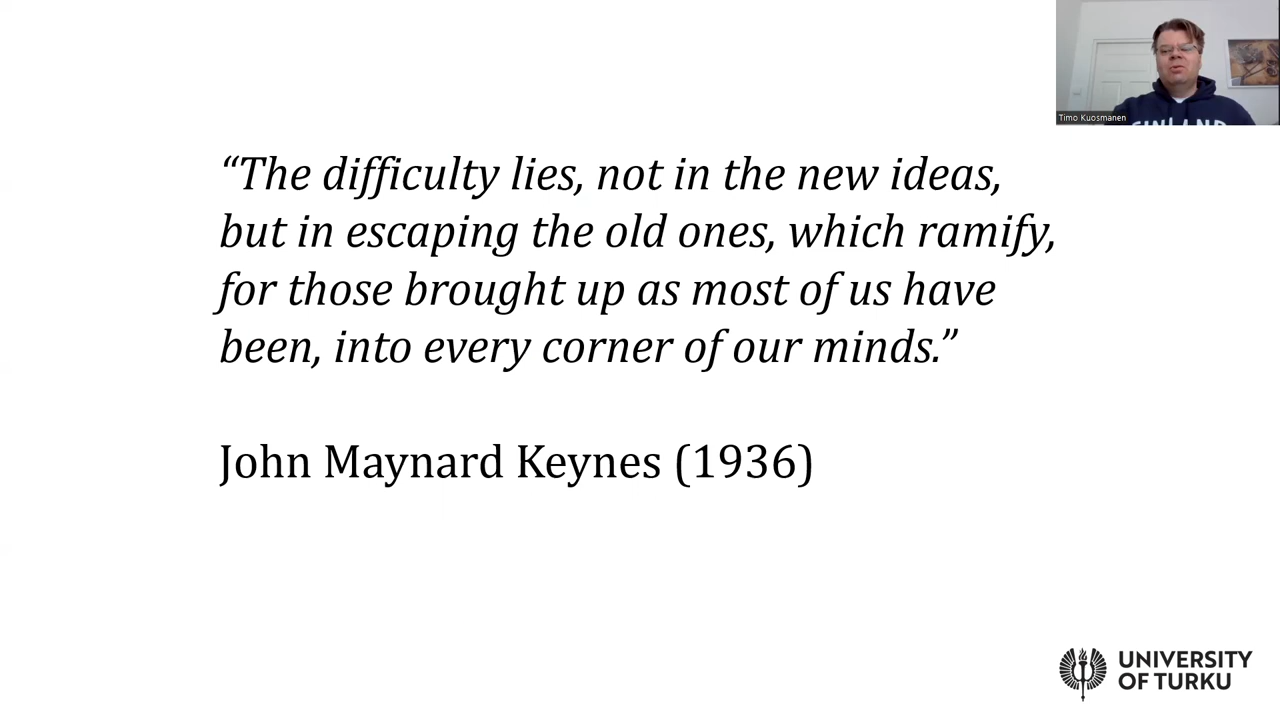 Timo Kuosmanen
FINLAND
“The difficulty lies, not in the new ideas,
but in escaping the old ones, which ramify,
for those brought up as most of us have
been, into every corner of our minds.”
John Maynard Keynes (1936)
UNIVERSITY
OF TURKU